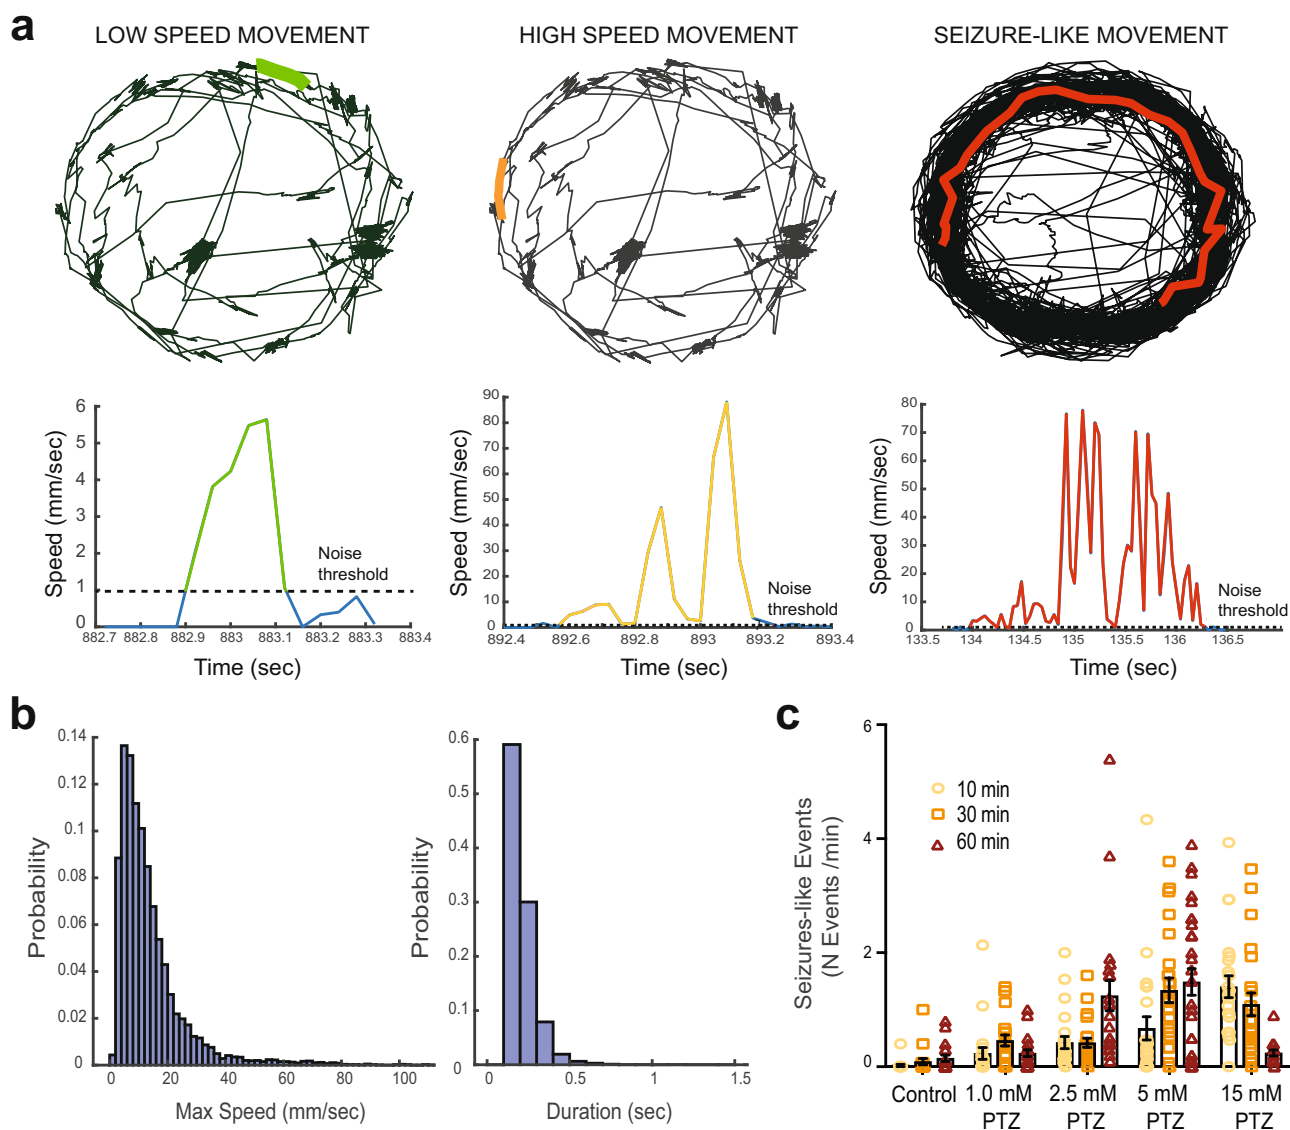 a
LOW SPEED MOVEMENT
HIGH SPEED MOVEMENT
SEIZURE-LIKE MOVEMENT
Speed (mm/sec)
6
5
4
3
2
1
0
Noise
threshold
882.7 882.8 882.9 883 883.1 883.2 883.3 883.4
Time (sec)
Speed (mm/sec)
90
80
70
60
50
40
30
20
10
0
Noise
threshold
892.4 892.6 892.8 893 893.2 893.4
Time (sec)
Speed (mm/sec)
80
70
60
50
40
30
20
10
0
Noise
threshold
133.5 134 134.5 135 135.5 136 136.5
Time (sec)
b
Probability
0.14
0.12
0.1
0.08
0.06
0.04
0.02
0
0 20 40 60 80 100
Max Speed (mm/sec)
Probability
0.6
0.5
0.4
0.3
0.2
0.1
0
0 0.5 1 1.5
Duration (sec)
c
Seizures-like Events
(N Events /min)
6
4
2
0
10 min
30 min
60 min
Control 1.0 mM 2.5 mM 5 mM 15 mM
PTZ PTZ PTZ PTZ